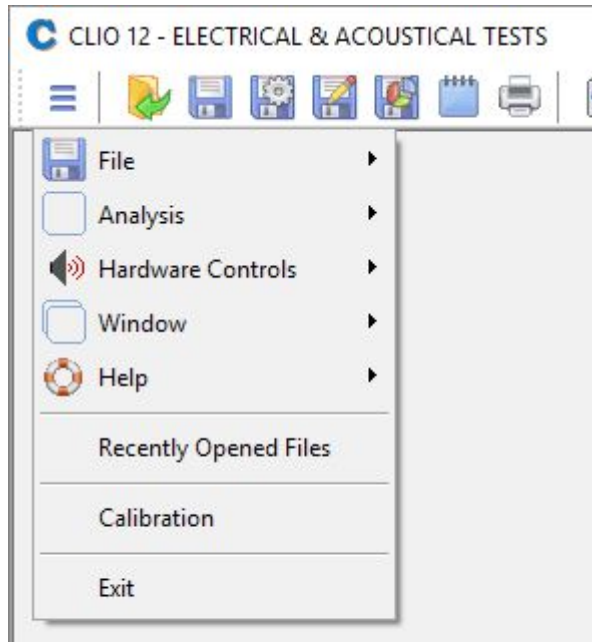 CLIO 12 - ELECTRICAL & ACOUSTICAL TESTS
File
Analysis
Hardware Controls
Window
Help
Recently Opened Files
Calibration
Exit